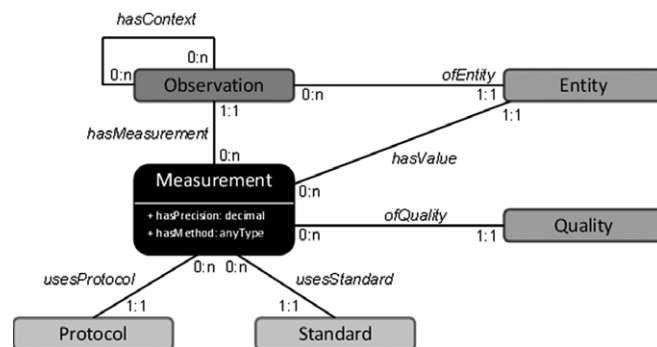 hasContext
0:n
0:n
Observation
0:n
ofEntity
1:1
Entity
1:1
1:1
hasMeasurement
0:n
hasValue
Measurement
0:n
+ hasPrecision: decimal
+ hasMethod: anyType
ofQuality
0:n
1:1
Quality
usesProtocol
0:n
0:n
usesStandard
1:1
1:1
Protocol
Standard